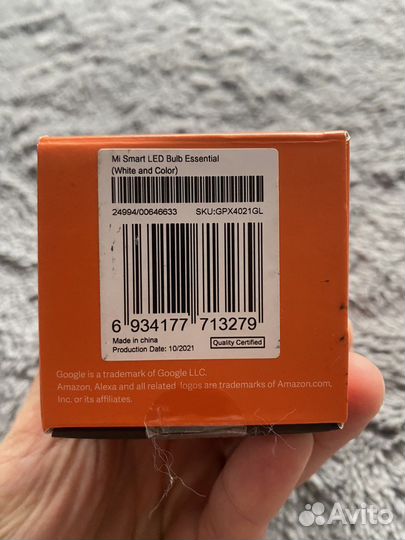 Mi Smart LED Bulb Essential
(White and Color)
24994/00646633 SKU:GPX4021GL
6 934177 713279
Made in china
Production Date: 10/2021 Quality Certified
Google is a trademark of Google LLC.
Amazon, Alexa and all related logos are trademarks of Amazon.com,
Inc. or its affiliates.
Avito